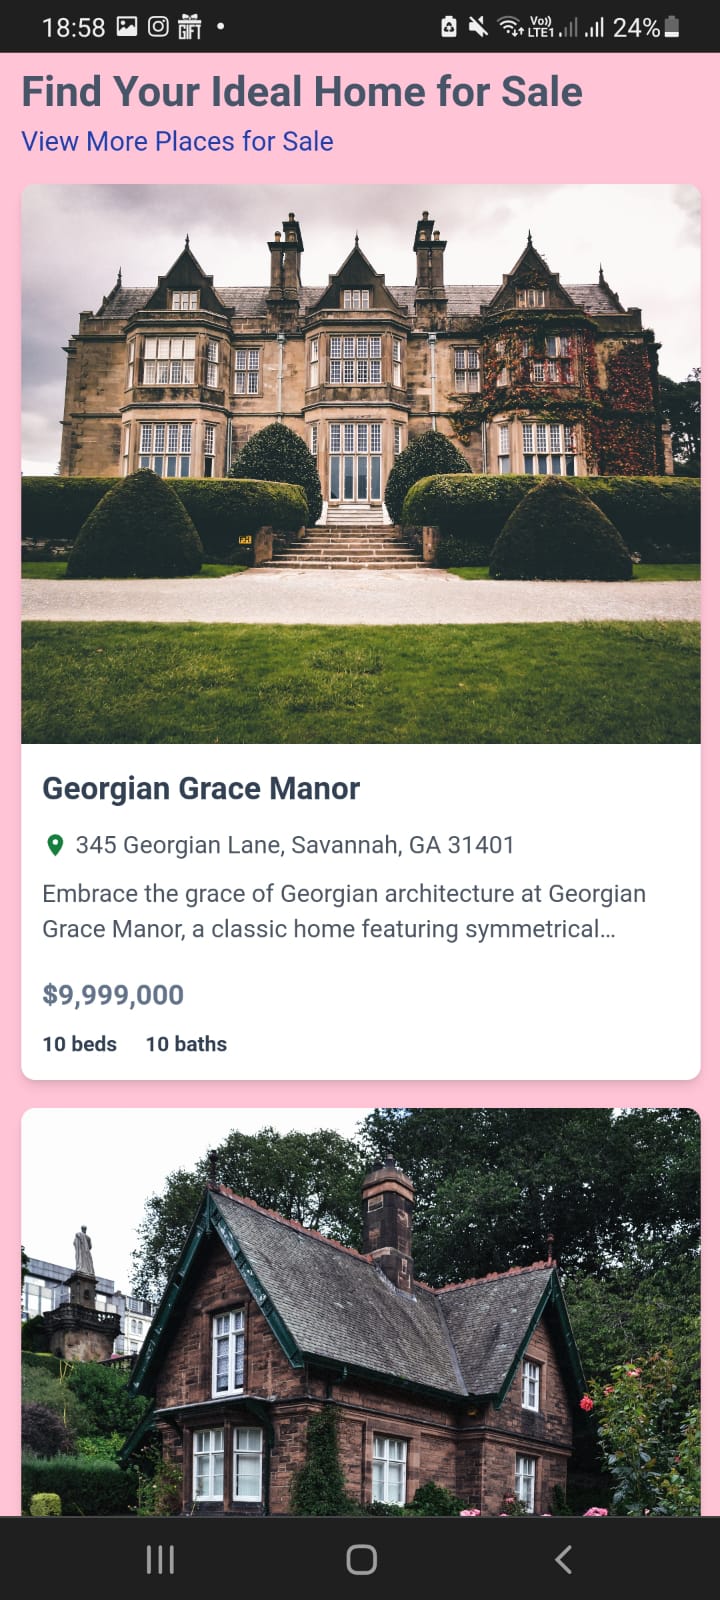 18:58 GIFT Vo) LTE1 24%
Find Your Ideal Home for Sale
View More Places for Sale
FH
Georgian Grace Manor
345 Georgian Lane, Savannah, GA 31401
Embrace the grace of Georgian architecture at Georgian
Grace Manor, a classic home featuring symmetrical…
$9,999,000
10 beds 10 baths